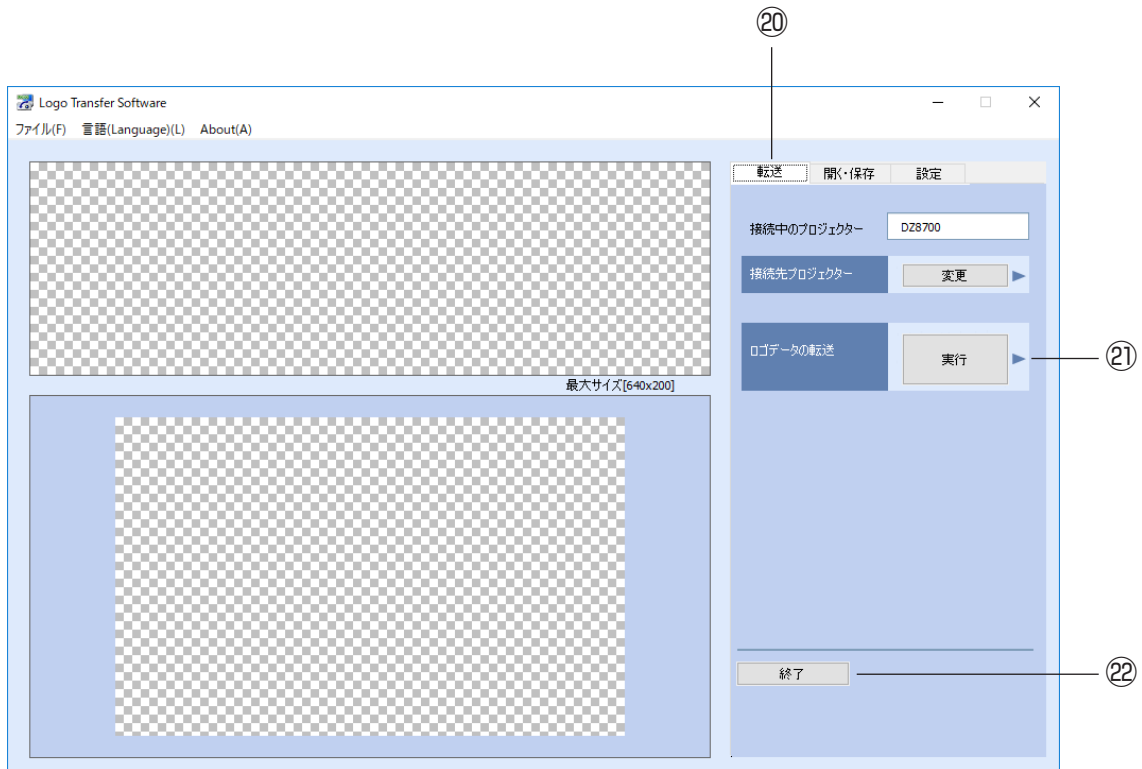 ⑳
Logo Transfer Software
ファイル(F) 言語(Language)(L) About(A)
転送 開く・保存 設定
接続中のプロジェクター DZ8700
接続先プロジェクター 変更
ロゴデータの転送 実行 ㉑
最大サイズ[640x200]
終了 ㉒